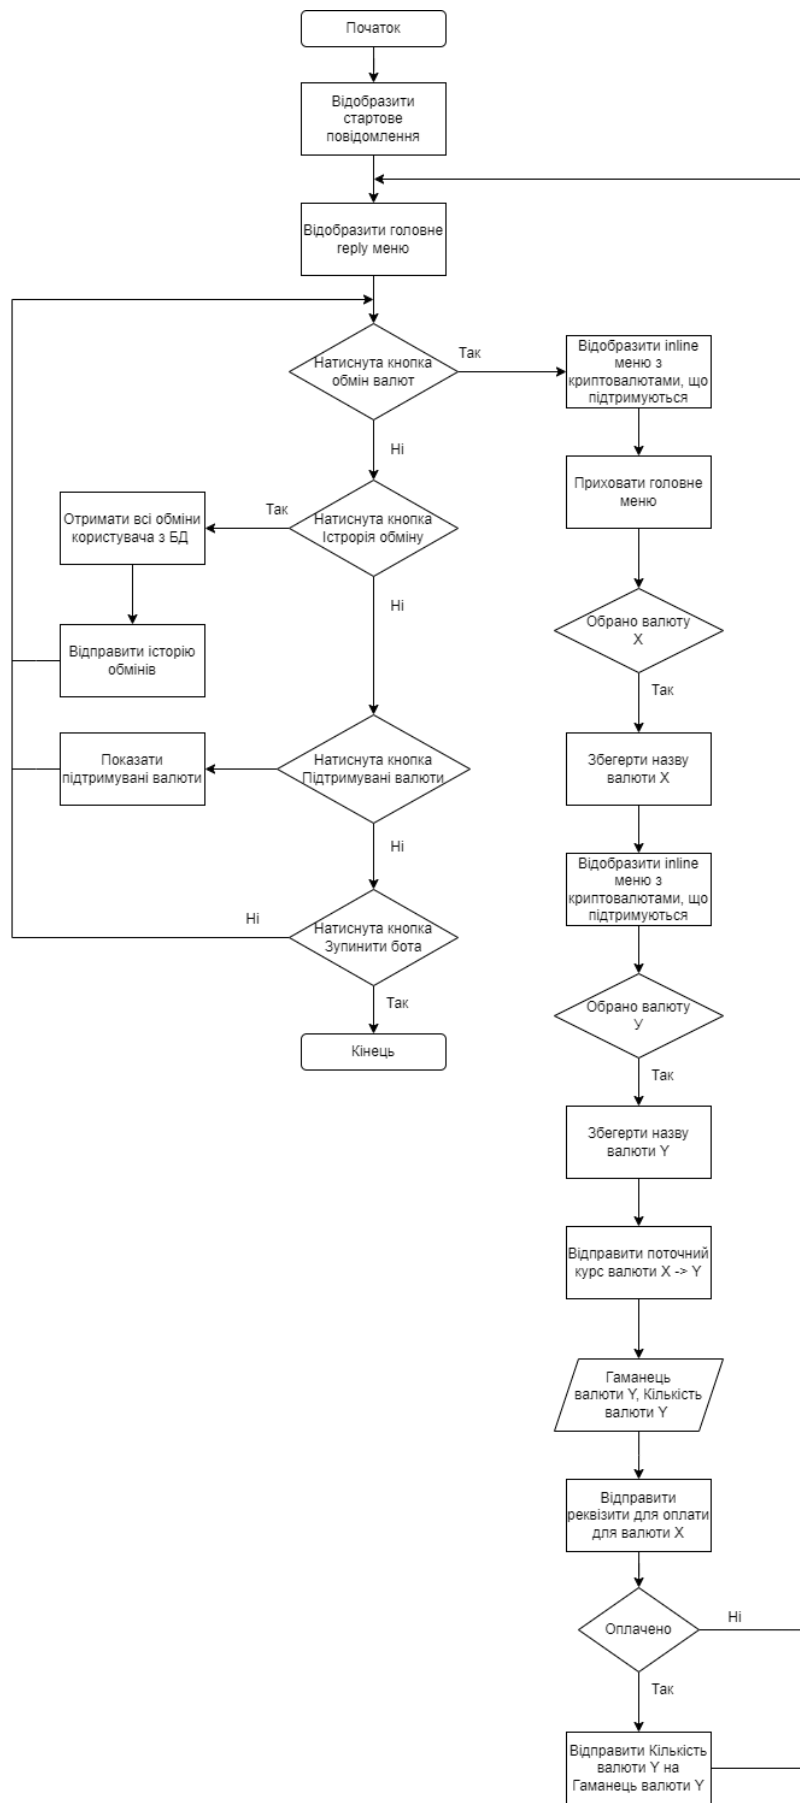 Початок
Відобразити
стартове
повідомлення
Відобразити головне
reply меню
Натиснута кнопка
обмін валют
Так
Відобразити inline
меню з
криптовалютами, що
підтримуються
Ні
Приховати головне
меню
Натиснута кнопка
Істрорія обміну
Так
Отримати всі обміни
користувача з БД
Ні
Обрано валюту
X
Відправити історію
обмінів
Так
Натиснута кнопка
Підтримувані валюти
Показати
підтримувані валюти
Збегерти назву
валюти X
Ні
Відобразити inline
меню з
криптовалютами, що
підтримуються
Натиснута кнопка
Зупинити бота
Ні
Так
Кінець
Обрано валюту
У
Так
Збегерти назву
валюти Y
Відправити поточний
курс валюти X -> Y
Гаманець
валюти Y, Кількість
валюти Y
Відправити
реквізити для оплати
для валюти X
Оплачено
Ні
Так
Відправити Кількість
валюти Y на
Гаманець валюти Y